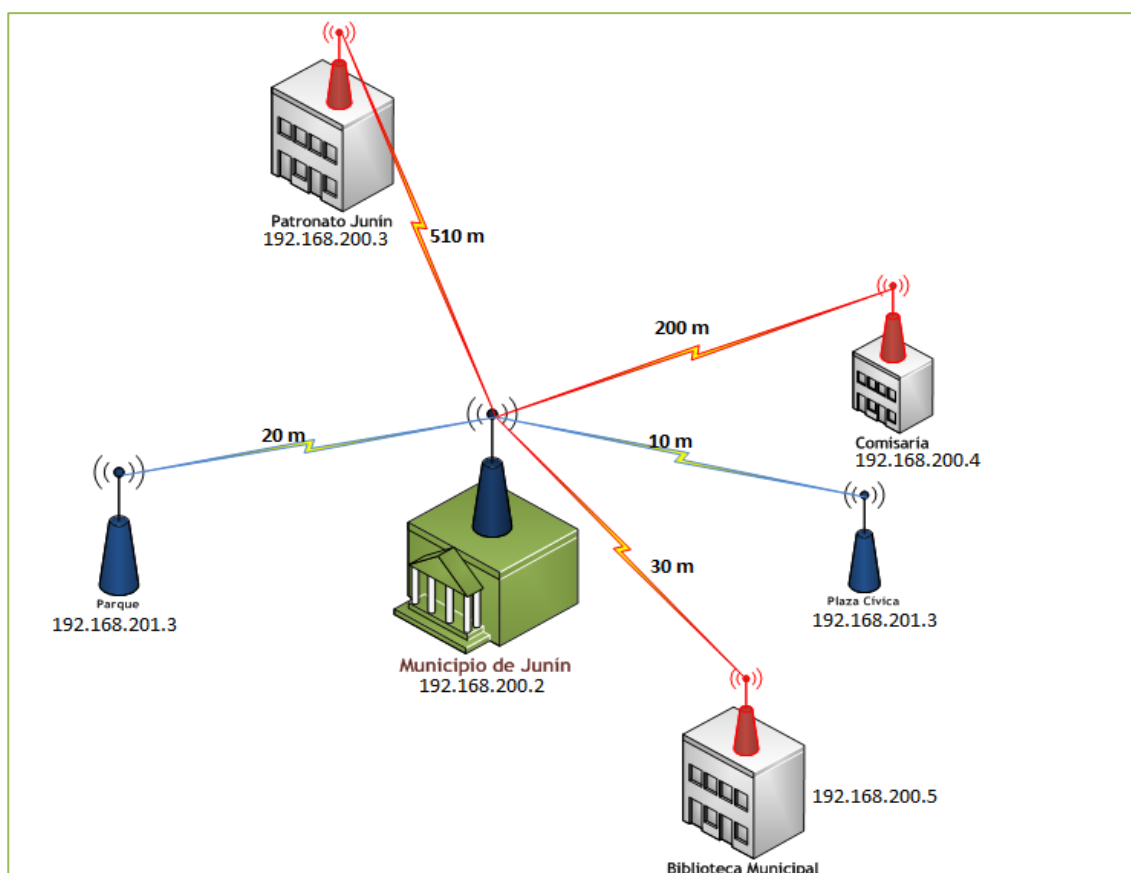 Patronato Junín
192.168.200.3
510 m
200 m
Comisaría
192.168.200.4
20 m
10 m
Parque
192.168.201.3
30 m
Plaza Cívica
192.168.201.3
Municipio de Junín
192.168.200.2
192.168.200.5
Biblioteca Municipal